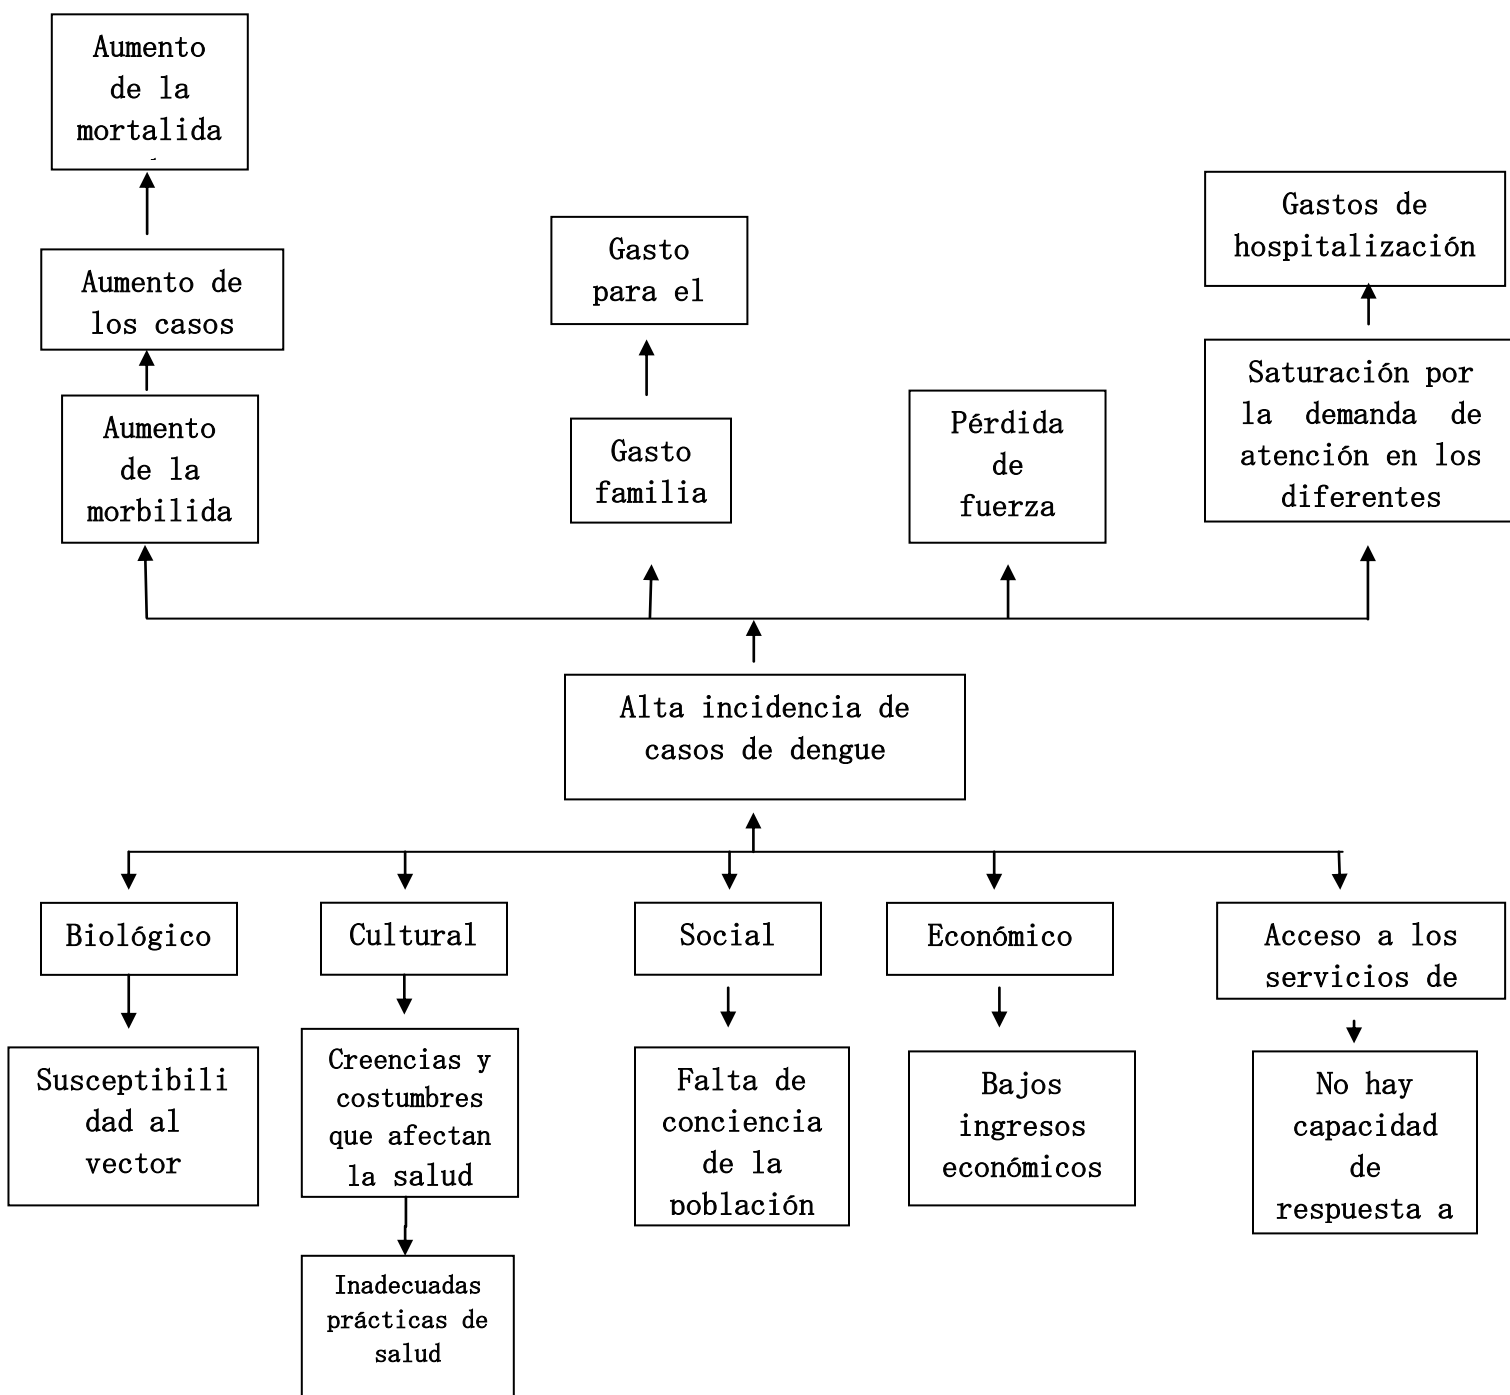 Aumento
de la
mortalida
Aumento de
los casos
Aumento
de la
morbilida
Gasto
para el
Gasto
familia
Pérdida
de
fuerza
Gastos de
hospitalización
Saturación por
la demanda de
atención en los
diferentes
Alta incidencia de
casos de dengue
Biológico
Cultural
Social
Económico
Acceso a los
servicios de
Susceptibili
dad al
vector
Creencias y
costumbres
que afectan
la salud
Falta de
conciencia
de la
población
Bajos
ingresos
económicos
No hay
capacidad
de
respuesta a
Inadecuadas
prácticas de
salud